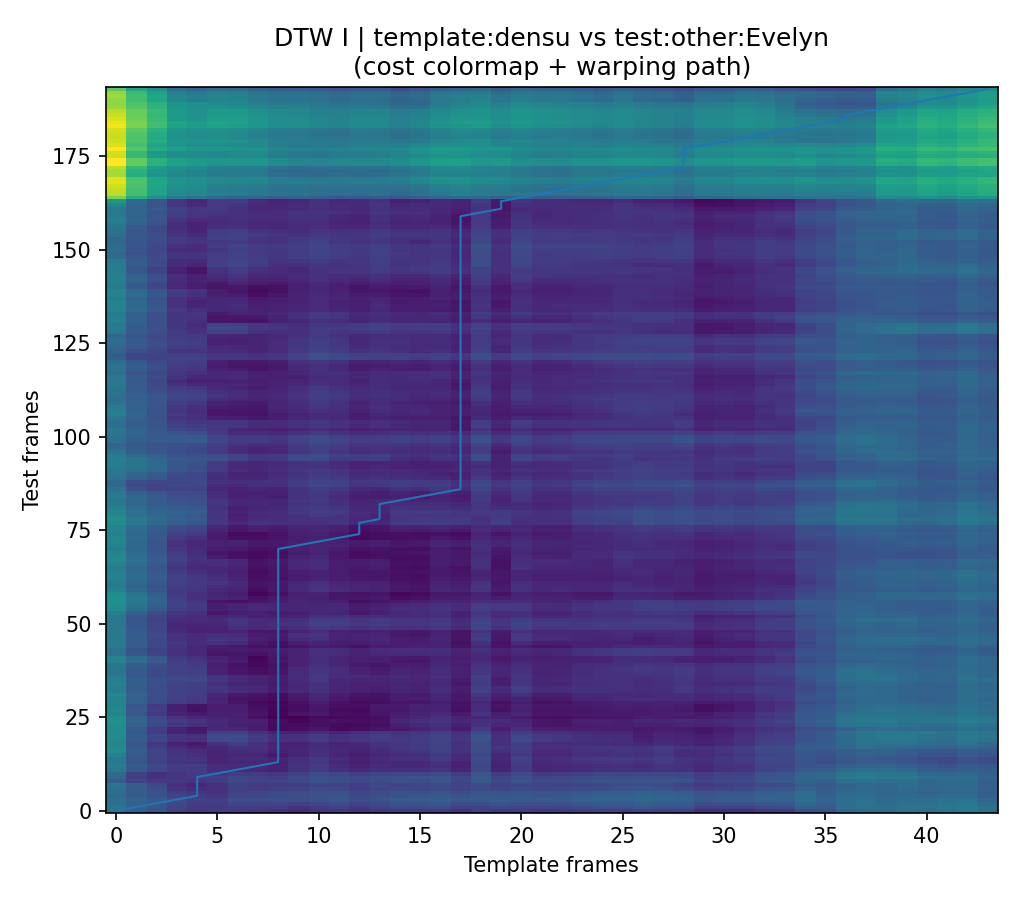 DTW I | template:densu vs test:other:Evelyn
(cost colormap + warping path)
175
150
125
100
75
50
25
0
Test frames
0 5 10 15 20 25 30 35 40
Template frames